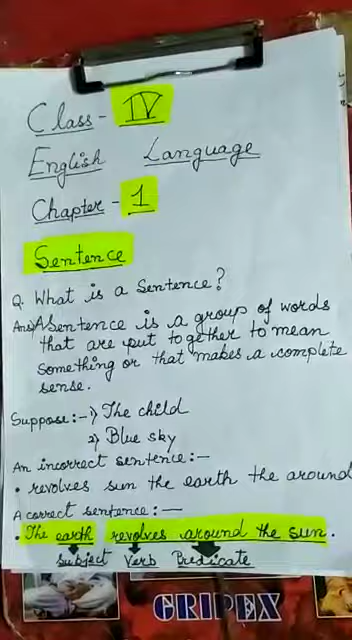 Class - IV
English Language
Chapter - 1
Sentence
Q. What is a Sentence?
Ans) A Sentence is a group of words
that are put together to mean
something or that makes a complete
sense.
Suppose:- 1) The child
2) Blue sky
An incorrect sentence:-
• revolves sun the earth the around
A correct sentence:-
• The earth revolves around the sun.
Subject Verb Predicate
GRIPEX